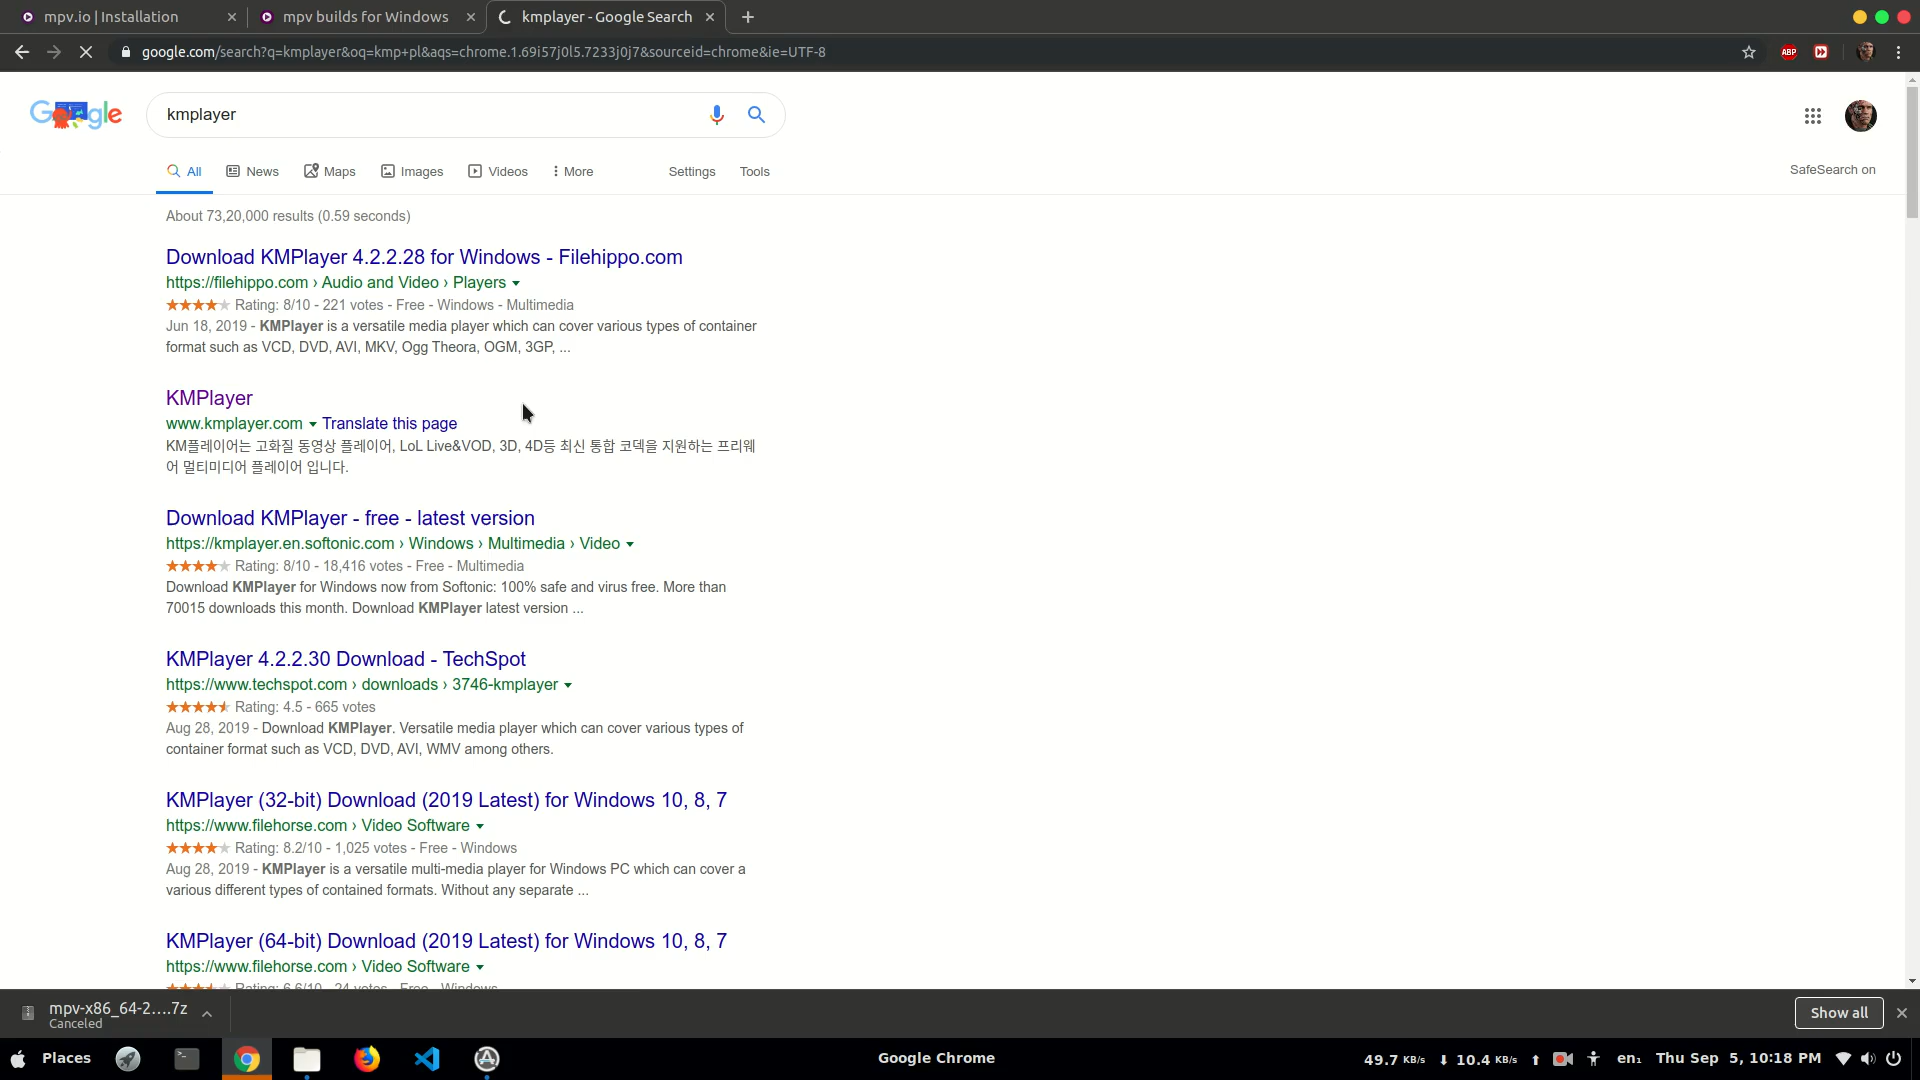 mpv.io | Installation
mpv builds for Windows
kmplayer - Google Search
google.com/search?q=kmplayer&oq=kmp+pl&aqs=chrome.1.69i57j0l5.7233j0j7&sourceid=chrome&ie=UTF-8
ABP
Google
kmplayer
All News Maps Images Videos More Settings Tools
SafeSearch on
About 73,20,000 results (0.59 seconds)
Download KMPlayer 4.2.2.28 for Windows - Filehippo.com
https://filehippo.com › Audio and Video › Players
Rating: 8/10 - 221 votes - Free - Windows - Multimedia
Jun 18, 2019 - KMPlayer is a versatile media player which can cover various types of container
format such as VCD, DVD, AVI, MKV, Ogg Theora, OGM, 3GP, ...
KMPlayer
www.kmplayer.com Translate this page
KM플레이어는 고화질 동영상 플레이어, LoL Live&VOD, 3D, 4D등 최신 통합 코덱을 지원하는 프리웨
어 멀티미디어 플레이어 입니다.
Download KMPlayer - free - latest version
https://kmplayer.en.softonic.com › Windows › Multimedia › Video
Rating: 8/10 - 18,416 votes - Free - Multimedia
Download KMPlayer for Windows now from Softonic: 100% safe and virus free. More than
70015 downloads this month. Download KMPlayer latest version ...
KMPlayer 4.2.2.30 Download - TechSpot
https://www.techspot.com › downloads › 3746-kmplayer
Rating: 4.5 - 665 votes
Aug 28, 2019 - Download KMPlayer. Versatile media player which can cover various types of
container format such as VCD, DVD, AVI, WMV among others.
KMPlayer (32-bit) Download (2019 Latest) for Windows 10, 8, 7
https://www.filehorse.com › Video Software
Rating: 8.2/10 - 1,025 votes - Free - Windows
Aug 28, 2019 - KMPlayer is a versatile multi-media player for Windows PC which can cover a
various different types of contained formats. Without any separate ...
KMPlayer (64-bit) Download (2019 Latest) for Windows 10, 8, 7
https://www.filehorse.com › Video Software
Rating: 6.6/10 - 24 votes - Free - Windows
mpv-x86_64-2....7z
Canceled
Show all
Places
Google Chrome
49.7 KB/s ⬇ 10.4 KB/s ⬆ en₁ Thu Sep 5, 10:18 PM